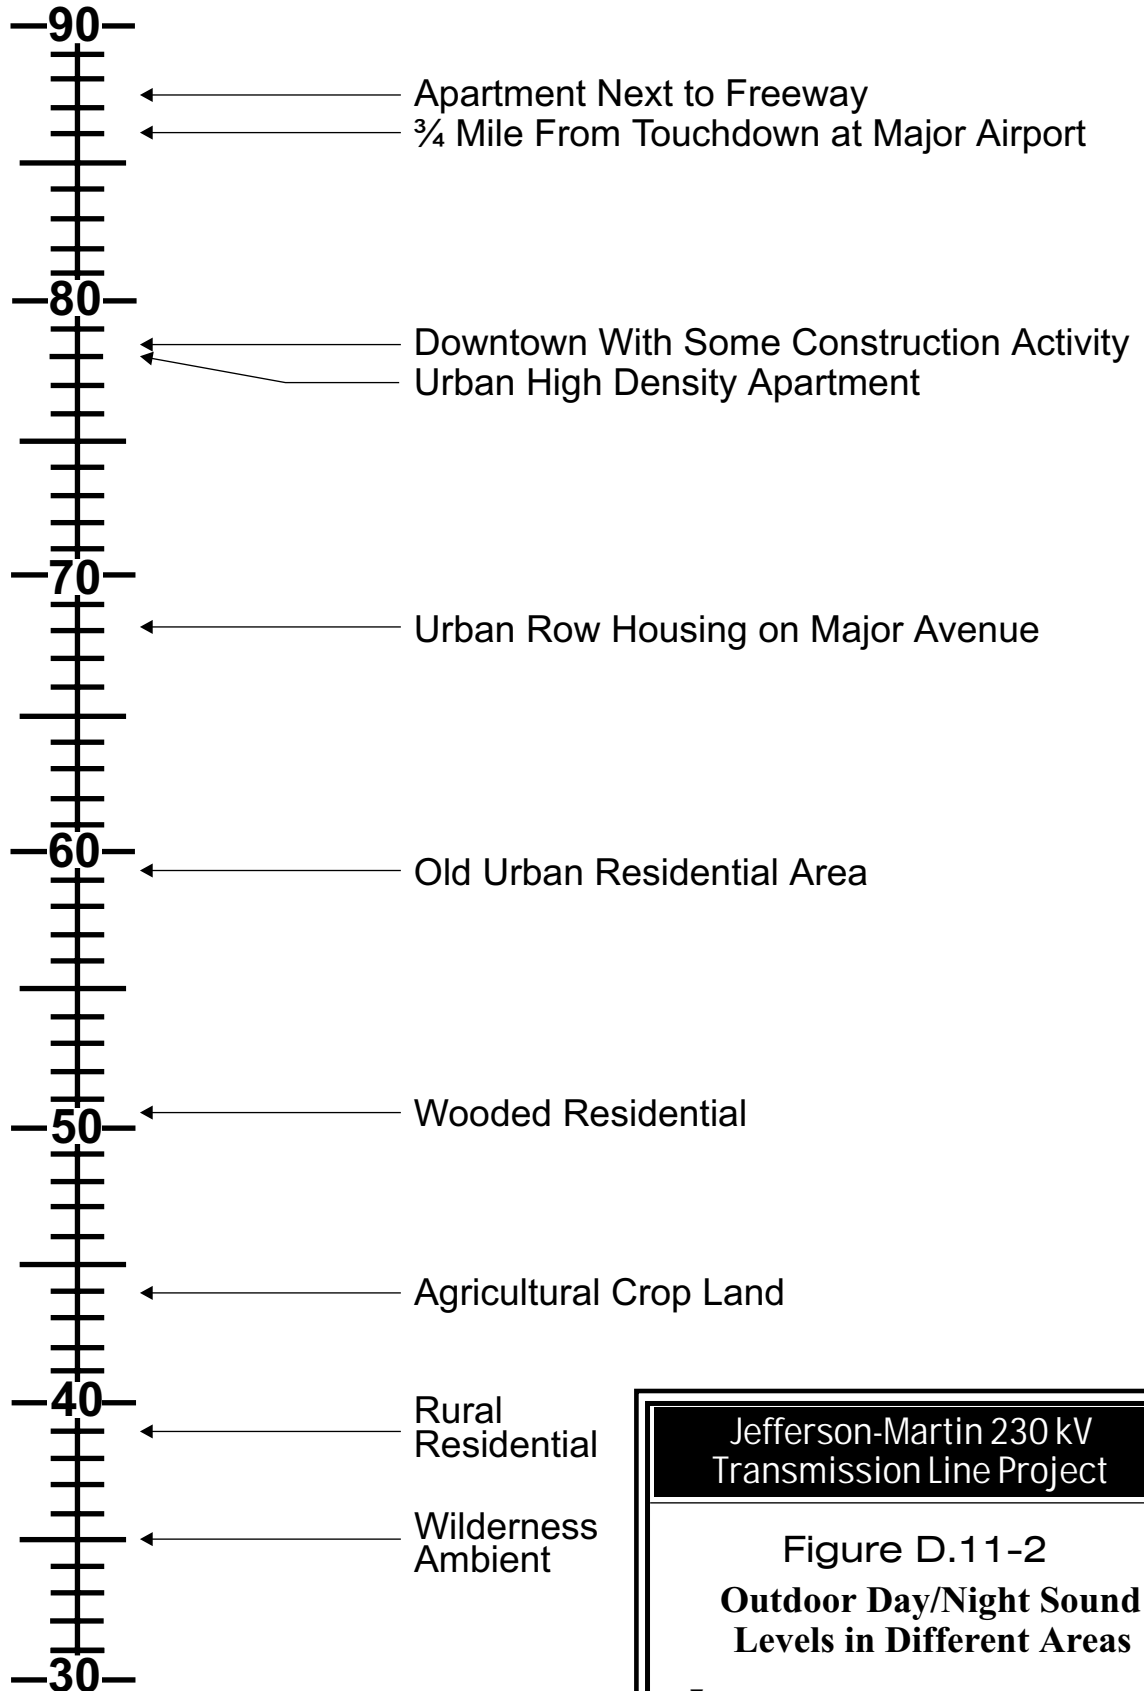 90
Apartment Next to Freeway
¾ Mile From Touchdown at Major Airport
80
Downtown With Some Construction Activity
Urban High Density Apartment
70
Urban Row Housing on Major Avenue
60
Old Urban Residential Area
50
Wooded Residential
Agricultural Crop Land
40
Rural
Residential
Wilderness
Ambient
30
Jefferson-Martin 230 kV
Transmission Line Project
Figure D.11-2
Outdoor Day/Night Sound
Levels in Different Areas